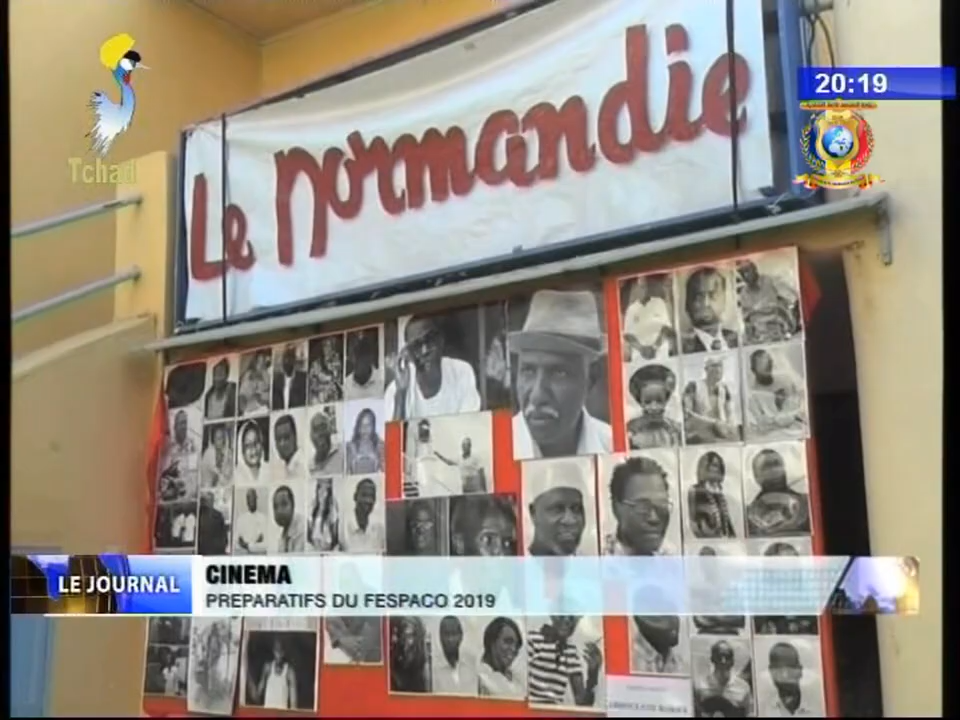 Le Normandie
20:19
Tchad
LE JOURNAL
CINEMA
PREPARATIFS DU FESPACO 2019